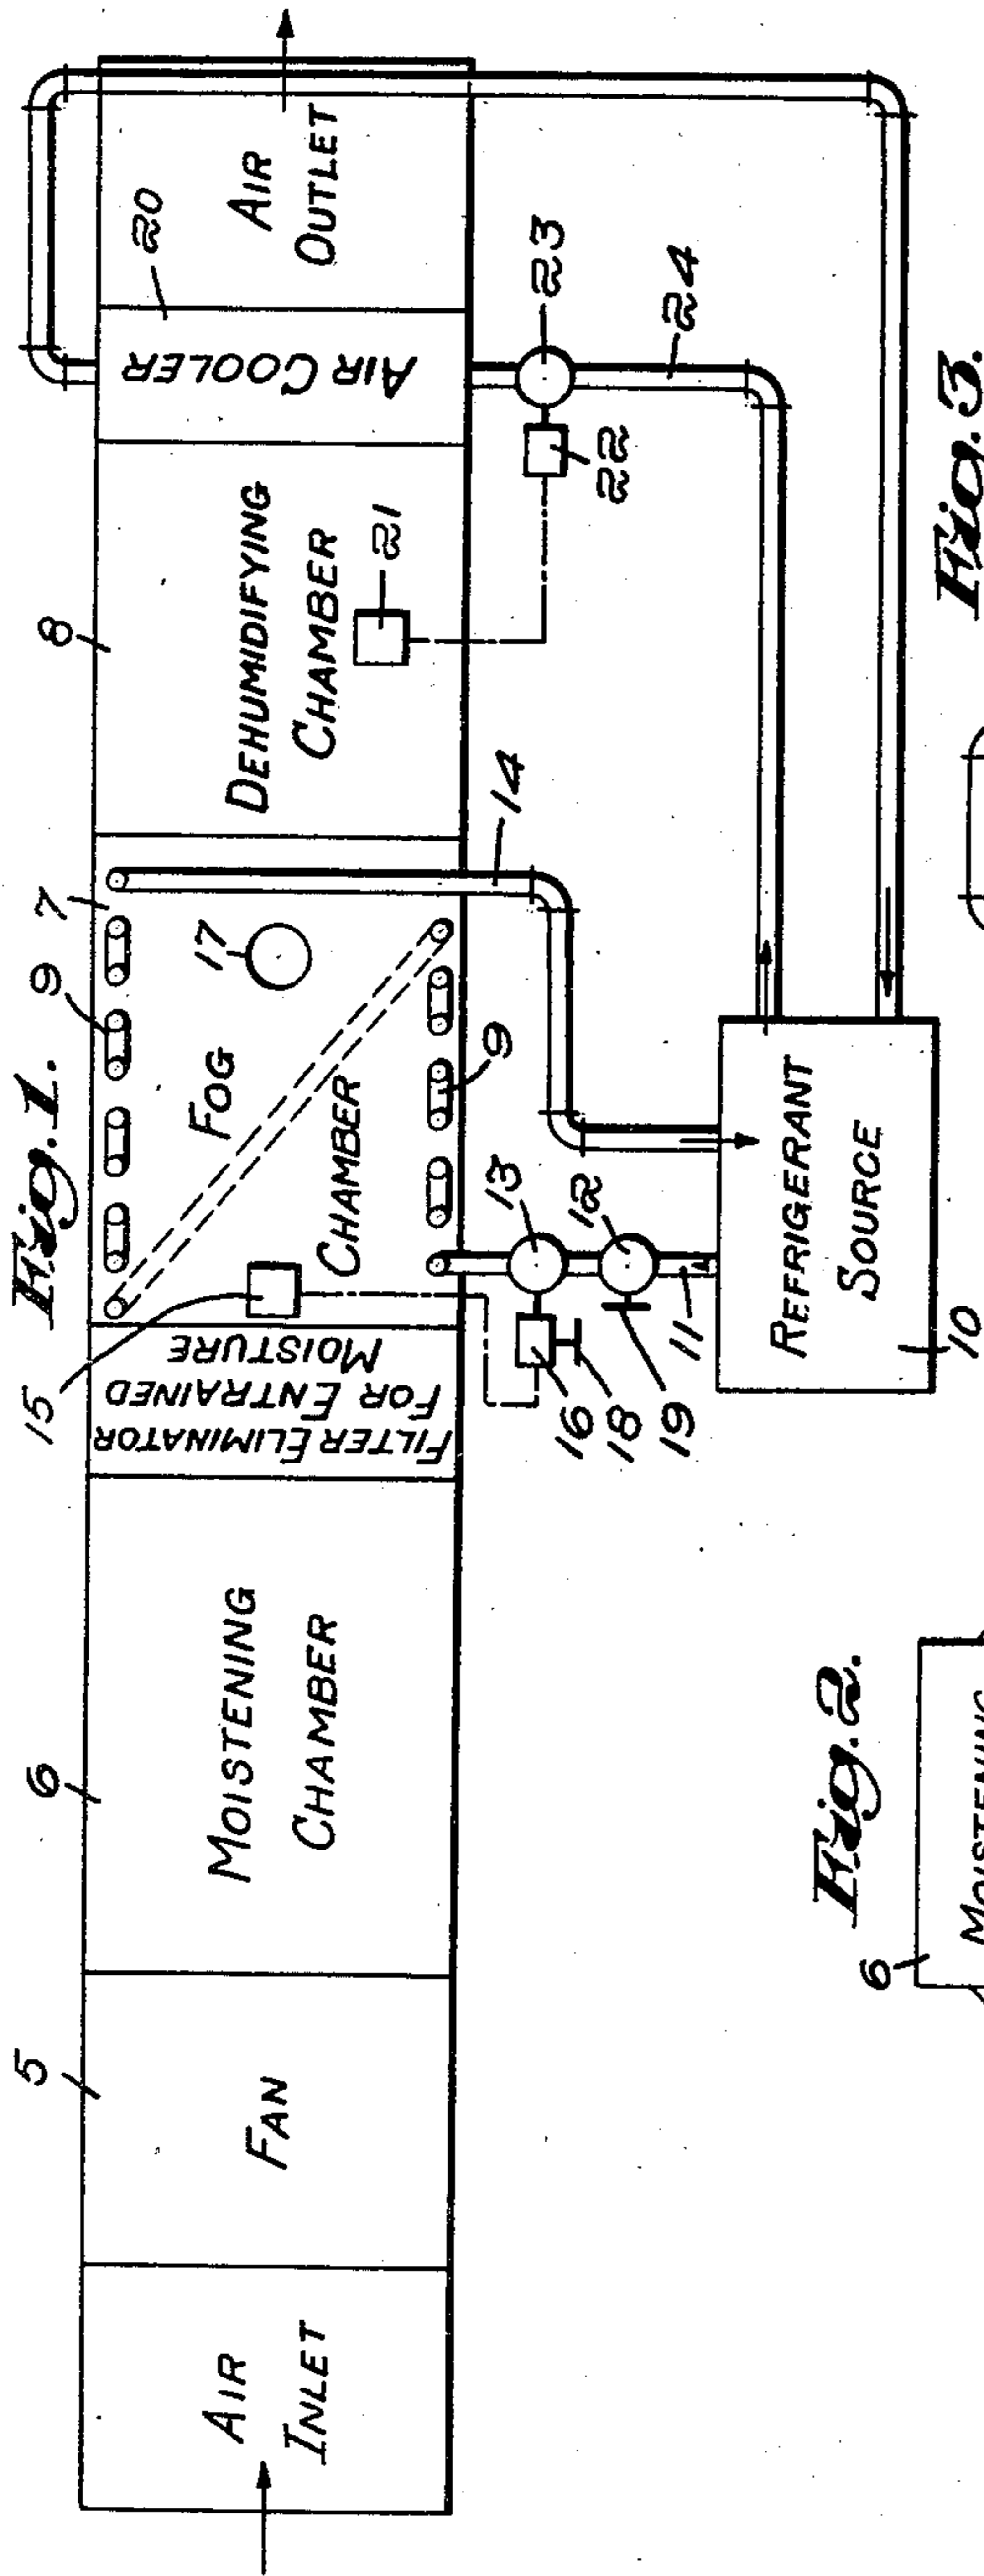 Fig. 1.
5
6
15
9
7
8
20
AIR
INLET
FAN
MOISTENING
CHAMBER
FILTER ELIMINATOR
FOR ENTRAINED
MOISTURE
FOG
CHAMBER
17
9
DEHUMIDIFYING
CHAMBER
21
AIR COOLER
AIR
OUTLET
16
18
19
13
12
11
14
22
23
24
REFRIGERANT
SOURCE
10
Fig. 2.
6
MOISTENING
Fig. 3.